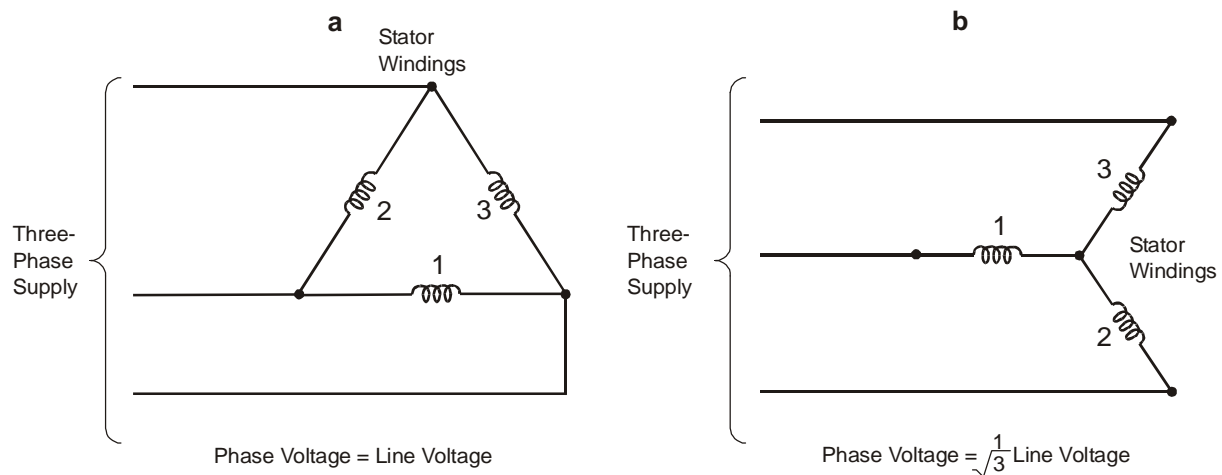 a
Stator
Windings
Three-
Phase
Supply
2
3
1
Phase Voltage = Line Voltage
b
Three-
Phase
Supply
3
1
Stator
Windings
2
Phase Voltage = √1/3 Line Voltage